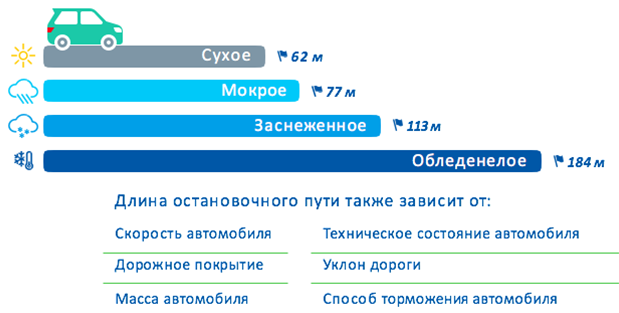 Сухое 62 м
Мокрое 77 м
Заснеженное 113 м
Обледенелое 184 м
Длина остановочного пути также зависит от:
Скорость автомобиля Техническое состояние автомобиля
Дорожное покрытие Уклон дороги
Масса автомобиля Способ торможения автомобиля